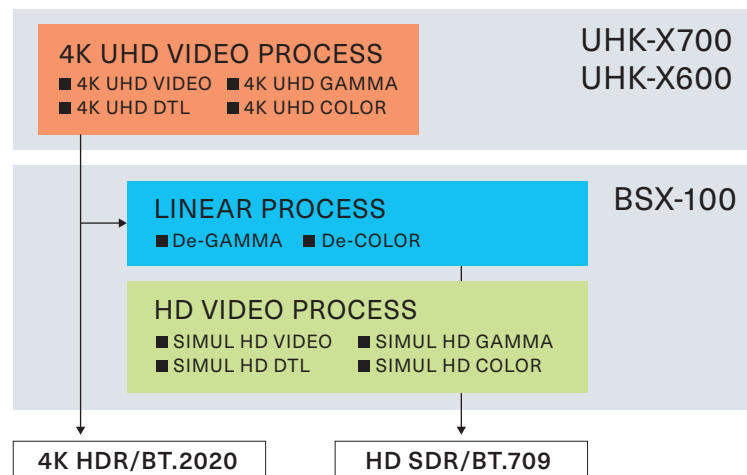 4K UHD VIDEO PROCESS
■ 4K UHD VIDEO ■ 4K UHD GAMMA
■ 4K UHD DTL ■ 4K UHD COLOR
UHK-X700
UHK-X600
LINEAR PROCESS
■ De-GAMMA ■ De-COLOR
BSX-100
HD VIDEO PROCESS
■ SIMUL HD VIDEO ■ SIMUL HD GAMMA
■ SIMUL HD DTL ■ SIMUL HD COLOR
4K HDR/BT.2020
HD SDR/BT.709